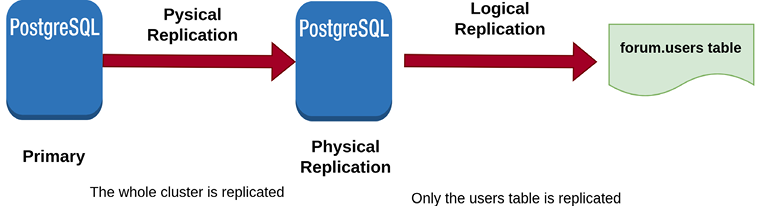 PostgreSQL
Pysical
Replication
PostgreSQL
Logical
Replication
forum.users table
Primary
Physical
Replication
The whole cluster is replicated
Only the users table is replicated